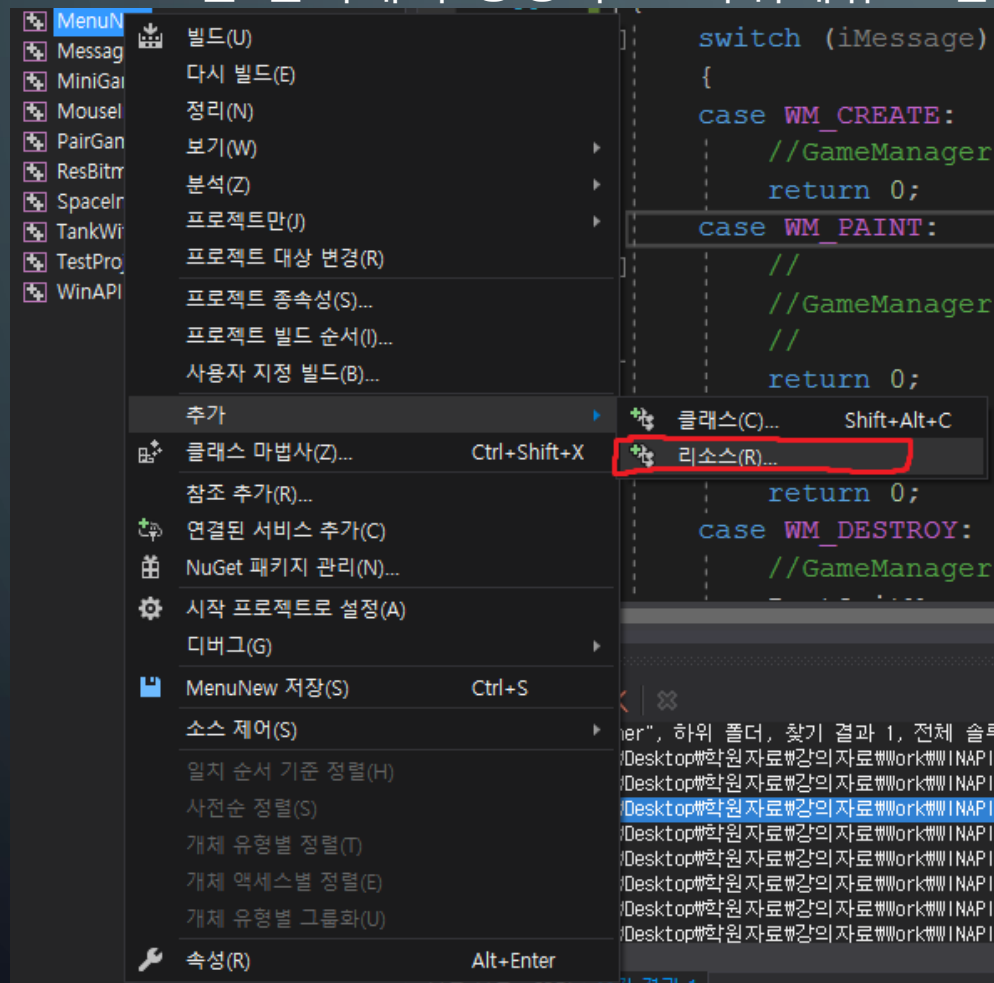 MenuN
Messag
MiniGa
MouseI
PairGan
ResBitm
SpaceIn
TankWi
TestProj
WinAPI
빌드(U)
다시 빌드(E)
정리(N)
보기(W)
분석(Z)
프로젝트만(J)
프로젝트 대상 변경(R)
프로젝트 종속성(S)...
프로젝트 빌드 순서(I)...
사용자 지정 빌드(B)...
추가
클래스 마법사(Z)... Ctrl+Shift+X
참조 추가(R)...
연결된 서비스 추가(C)
NuGet 패키지 관리(N)...
시작 프로젝트로 설정(A)
디버그(G)
MenuNew 저장(S) Ctrl+S
소스 제어(S)
일치 순서 기준 정렬(H)
사전순 정렬(S)
개체 유형별 정렬(T)
개체 액세스별 정렬(E)
개체 유형별 그룹화(U)
속성(R) Alt+Enter
클래스(C)... Shift+Alt+C
리소스(R)...
switch (iMessage)
{
case WM_CREATE:
//GameManager
return 0;
case WM_PAINT:
//
//GameManager
//
return 0;
return 0;
case WM_DESTROY:
//GameManager
er", 하위 폴더, 찾기 결과 1, 전체 솔루
Desktop₩학원자료₩강의자료₩Work₩WINAPI
Desktop₩학원자료₩강의자료₩Work₩WINAPI
Desktop₩학원자료₩강의자료₩Work₩WINAPI
Desktop₩학원자료₩강의자료₩Work₩WINAPI
Desktop₩학원자료₩강의자료₩Work₩WINAPI
Desktop₩학원자료₩강의자료₩Work₩WINAPI
Desktop₩학원자료₩강의자료₩Work₩WINAPI
Desktop₩학원자료₩강의자료₩Work₩WINAPI